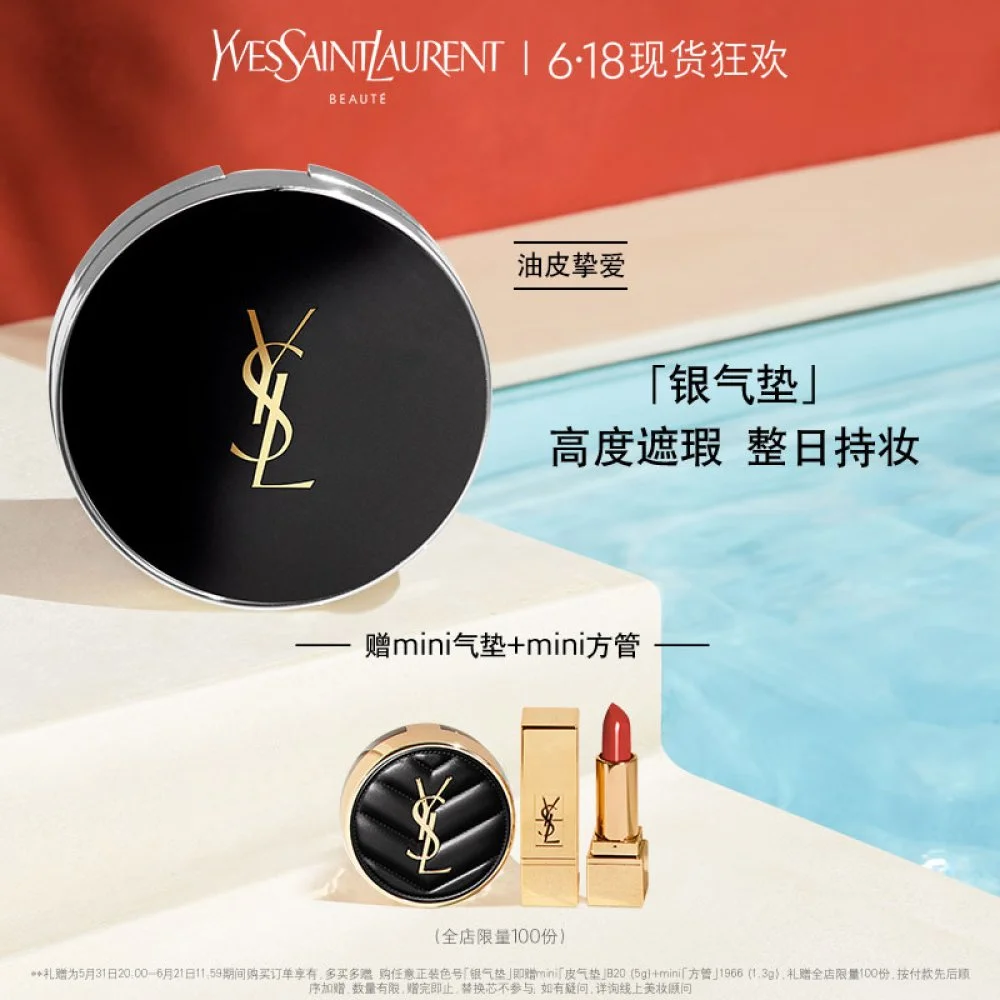 YVESSAINTLAURENT | 6·18现货狂欢
BEAUTÉ
油皮挚爱
YSL
「银气垫」
高度遮瑕 整日持妆
赠mini气垫+mini方管
YSL
YSL
(全店限量100份)
**礼赠为5月31日20:00—6月21日11:59期间购买订单享有, 多买多赠, 购任意正装色号「银气垫」即赠mini「皮气垫」B20 (5g)+mini「方管」1966 (1.3g), 礼赠全店限量100份, 按付款先后顺
序加赠, 数量有限, 赠完即止, 替换芯不参与, 如有疑问, 详询线上美妆顾问